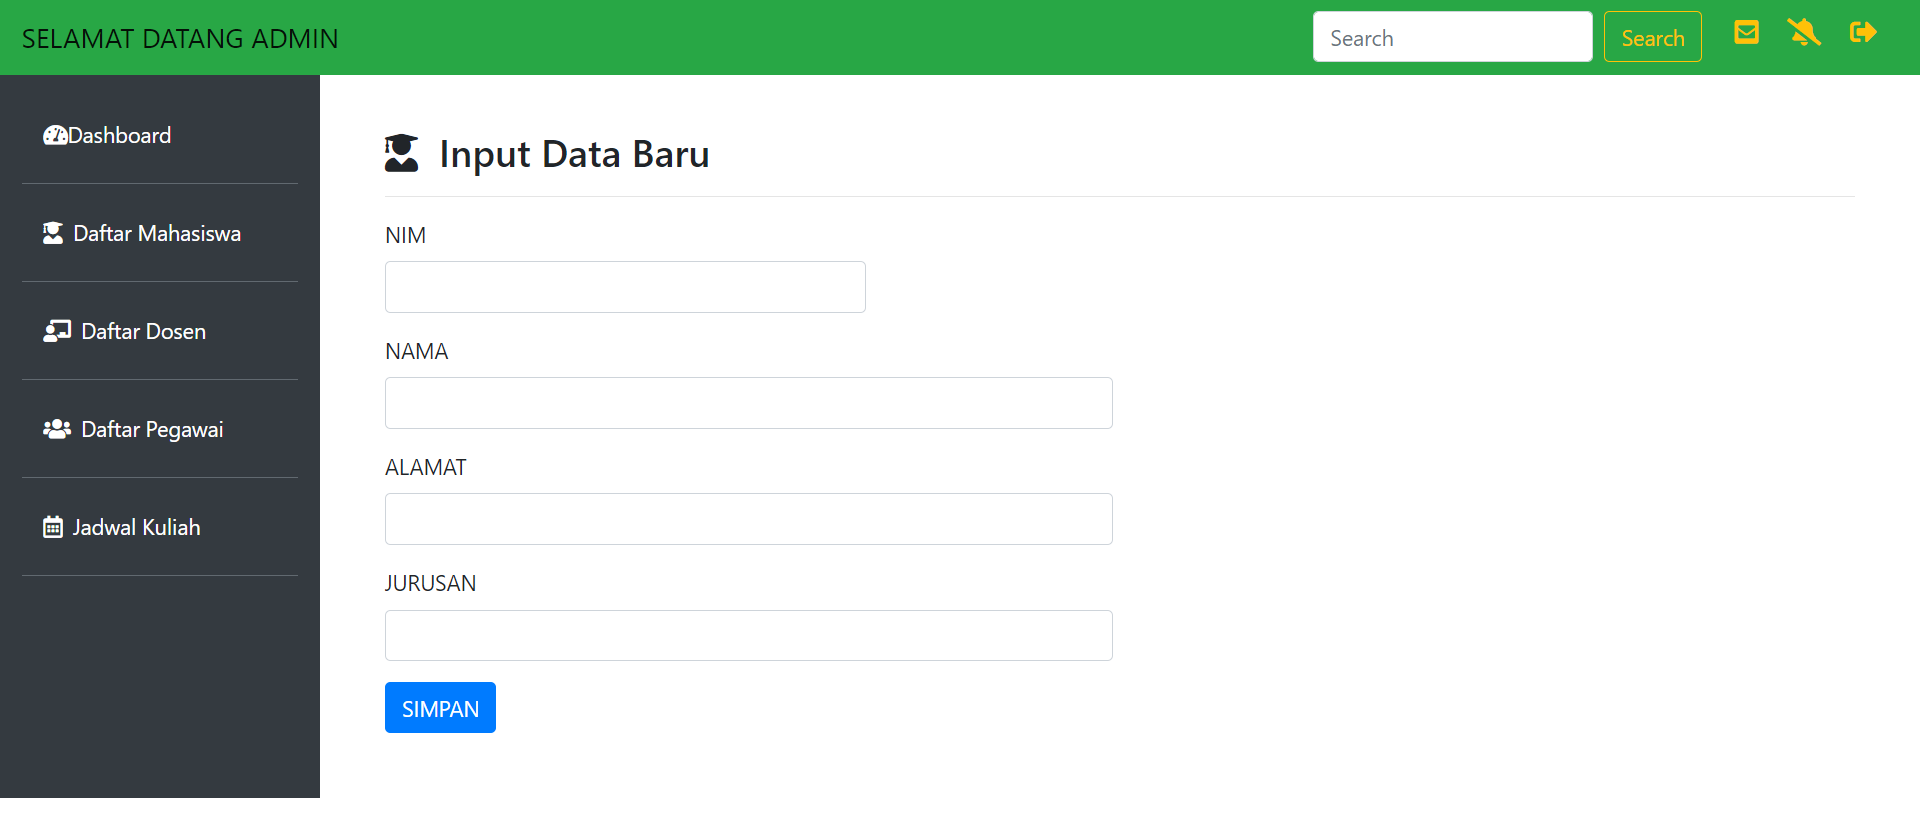 SELAMAT DATANG ADMIN
Search
Search
Dashboard
Daftar Mahasiswa
Daftar Dosen
Daftar Pegawai
Jadwal Kuliah
Input Data Baru
NIM
NAMA
ALAMAT
JURUSAN
SIMPAN